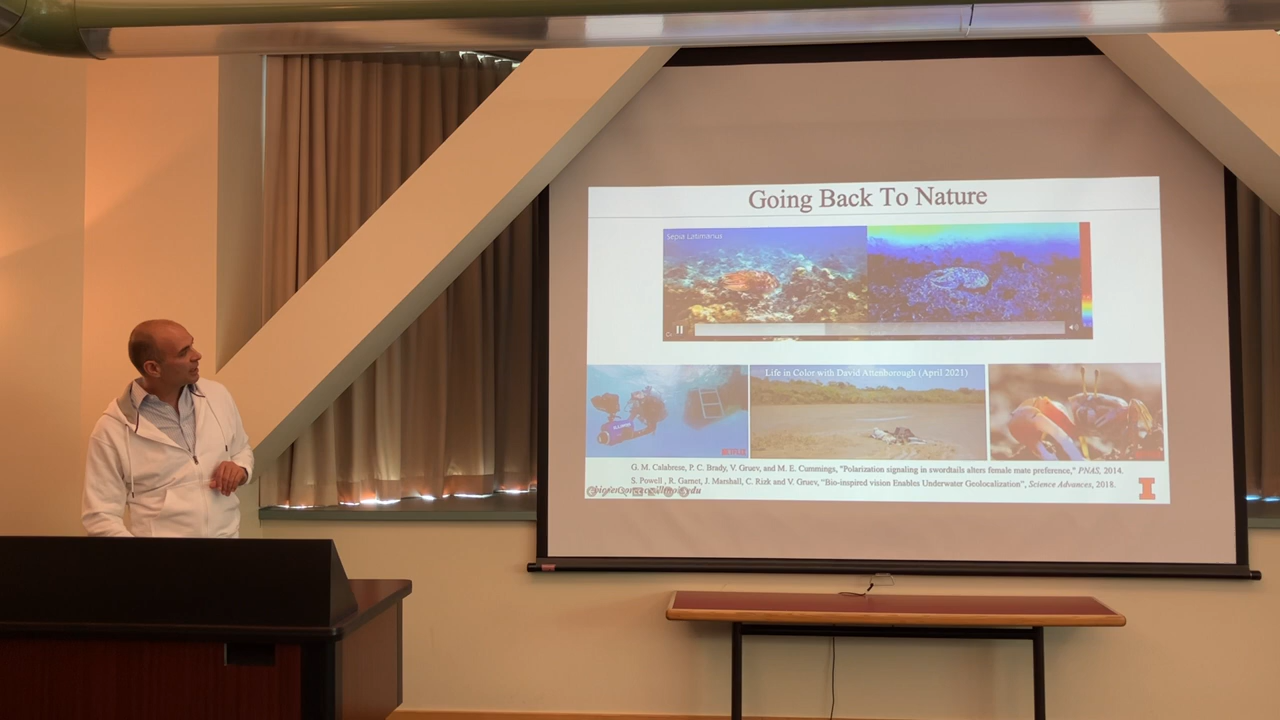 Going Back To Nature
Sepia Latimanus
Life in Color with David Attenborough (April 2021)
NETFLIX
G. M. Calabrese, P. C. Brady, V. Gruev, and M. E. Cummings, "Polarization signaling in swordtails alters female mate preference," PNAS, 2014.
S. Powell , R. Garnet, J. Marshall, C. Rizk and V. Gruev, "Bio-inspired vision Enables Underwater Geolocalization", Science Advances, 2018.
I